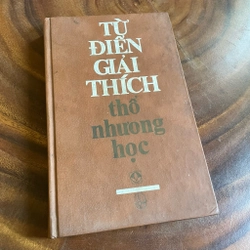 TỪ
ĐIỂN
GIẢI
THÍCH
thổ
nhưỡng
học